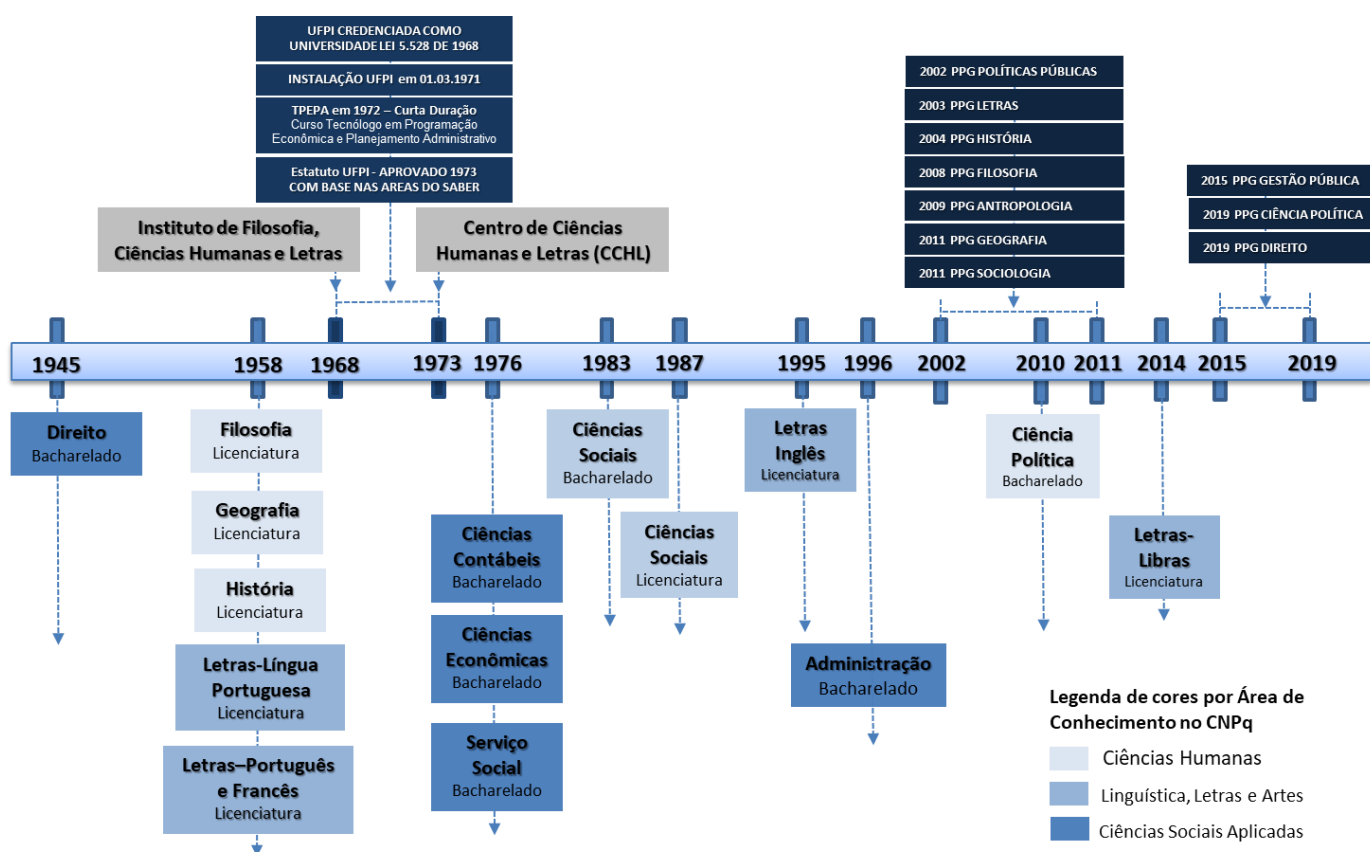 UFPI CREDENCIADA COMO
UNIVERSIDADE LEI 5.528 DE 1968
INSTALAÇÃO UFPI em 01.03.1971
TPEPA em 1972 – Curta Duração
Curso Tecnólogo em Programação
Econômica e Planejamento Administrativo
Estatuto UFPI - APROVADO 1973
COM BASE NAS AREAS DO SABER
2002 PPG POLÍTICAS PÚBLICAS
2003 PPG LETRAS
2004 PPG HISTÓRIA
2008 PPG FILOSOFIA
2009 PPG ANTROPOLOGIA
2011 PPG GEOGRAFIA
2011 PPG SOCIOLOGIA
2015 PPG GESTÃO PÚBLICA
2019 PPG CIÊNCIA POLÍTICA
2019 PPG DIREITO
Instituto de Filosofia,
Ciências Humanas e Letras
Centro de Ciências
Humanas e Letras (CCHL)
1945 1958 1968 1973 1976 1983 1987 1995 1996 2002 2010 2011 2014 2015 2019
Direito
Bacharelado
Filosofia
Licenciatura
Geografia
Licenciatura
História
Licenciatura
Letras-Língua
Portuguesa
Licenciatura
Letras–Português
e Francês
Licenciatura
Ciências
Contábeis
Bacharelado
Ciências
Econômicas
Bacharelado
Serviço
Social
Bacharelado
Ciências
Sociais
Bacharelado
Ciências
Sociais
Licenciatura
Letras
Inglês
Licenciatura
Administração
Bacharelado
Ciência
Política
Bacharelado
Letras-
Libras
Licenciatura
Legenda de cores por Área de
Conhecimento no CNPq
Ciências Humanas
Linguística, Letras e Artes
Ciências Sociais Aplicadas